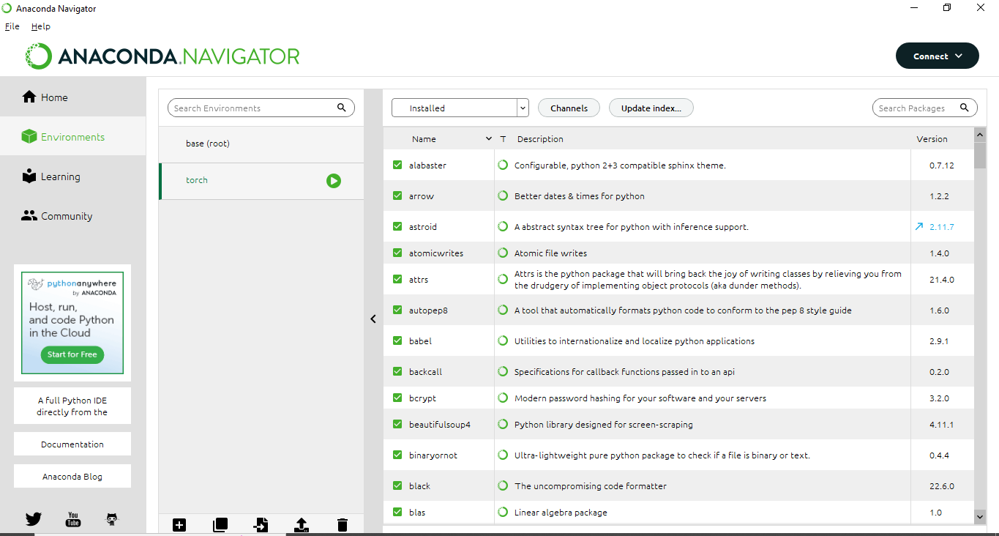 Anaconda Navigator
File Help
ANACONDA.NAVIGATOR
Connect
Home
Environments
Learning
Community
pythonanywhere
by ANACONDA
Host, run,
and code Python
in the Cloud
Start for Free
A full Python IDE
directly from the
Documentation
Anaconda Blog
You
Tube
Search Environments
base (root)
torch
Installed
Channels
Update index...
Search Packages
Name T Description Version
alabaster Configurable, python 2+3 compatible sphinx theme. 0.7.12
arrow Better dates & times for python 1.2.2
astroid A abstract syntax tree for python with inference support. 2.11.7
atomicwrites Atomic file writes 1.4.0
attrs Attrs is the python package that will bring back the joy of writing classes by relieving you from
the drudgery of implementing object protocols (aka dunder methods). 21.4.0
autopep8 A tool that automatically formats python code to conform to the pep 8 style guide 1.6.0
babel Utilities to internationalize and localize python applications 2.9.1
backcall Specifications for callback functions passed in to an api 0.2.0
bcrypt Modern password hashing for your software and your servers 3.2.0
beautifulsoup4 Python library designed for screen-scraping 4.11.1
binaryornot Ultra-lightweight pure python package to check if a file is binary or text. 0.4.4
black The uncompromising code formatter 22.6.0
blas Linear algebra package 1.0